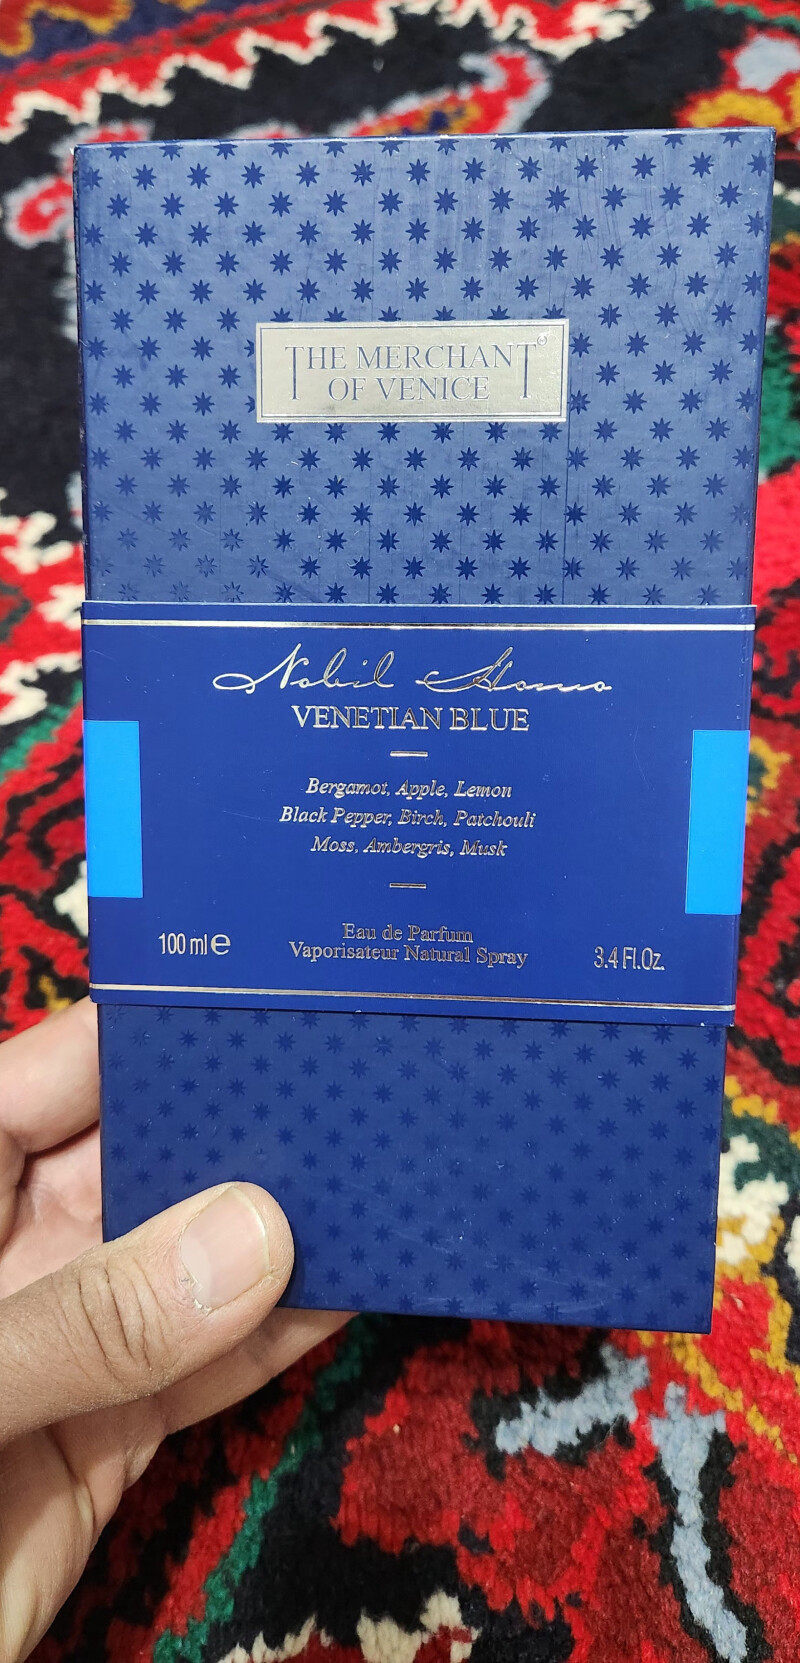 THE MERCHANT®
OF VENICE
Nobil Homo
VENETIAN BLUE
Bergamot, Apple, Lemon
Black Pepper, Birch, Patchouli
Moss, Ambergris, Musk
100 ml ℮
Eau de Parfum
Vaporisateur Natural Spray
3.4 Fl.Oz.